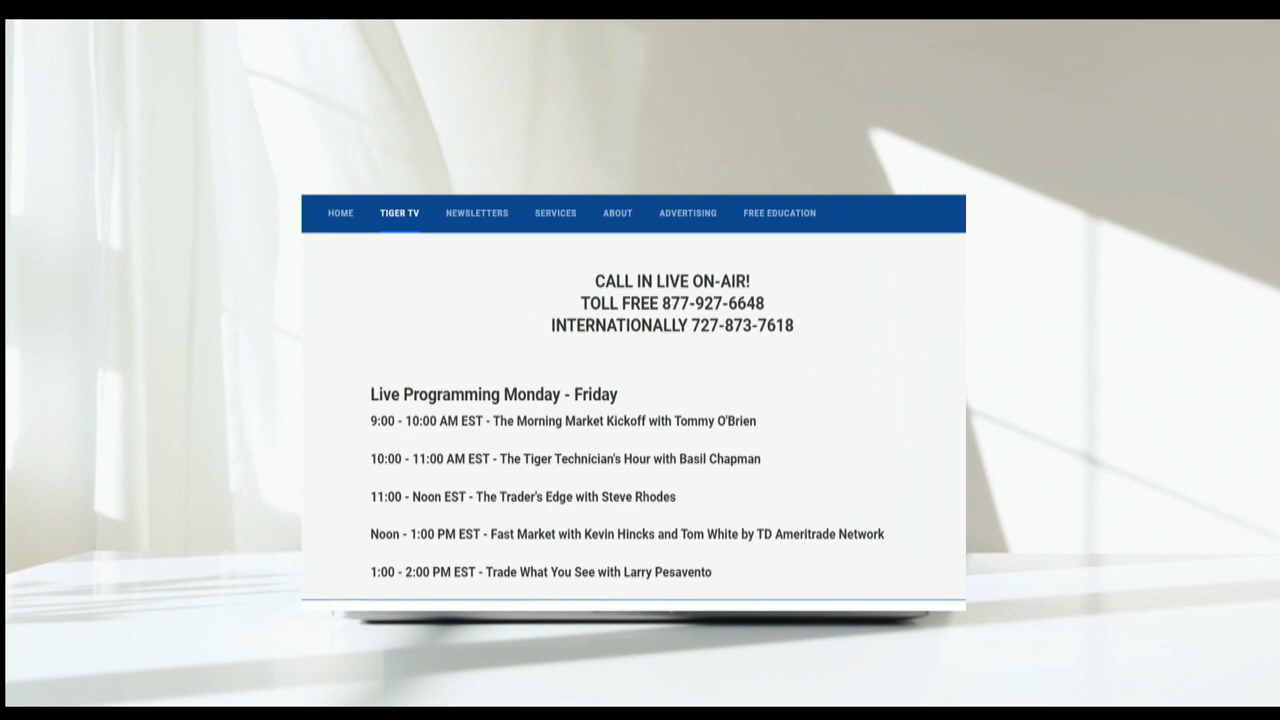 HOME TIGER TV NEWSLETTERS SERVICES ABOUT ADVERTISING FREE EDUCATION
CALL IN LIVE ON-AIR!
TOLL FREE 877-927-6648
INTERNATIONALLY 727-873-7618
Live Programming Monday - Friday
9:00 - 10:00 AM EST - The Morning Market Kickoff with Tommy O'Brien
10:00 - 11:00 AM EST - The Tiger Technician's Hour with Basil Chapman
11:00 - Noon EST - The Trader's Edge with Steve Rhodes
Noon - 1:00 PM EST - Fast Market with Kevin Hincks and Tom White by TD Ameritrade Network
1:00 - 2:00 PM EST - Trade What You See with Larry Pesavento